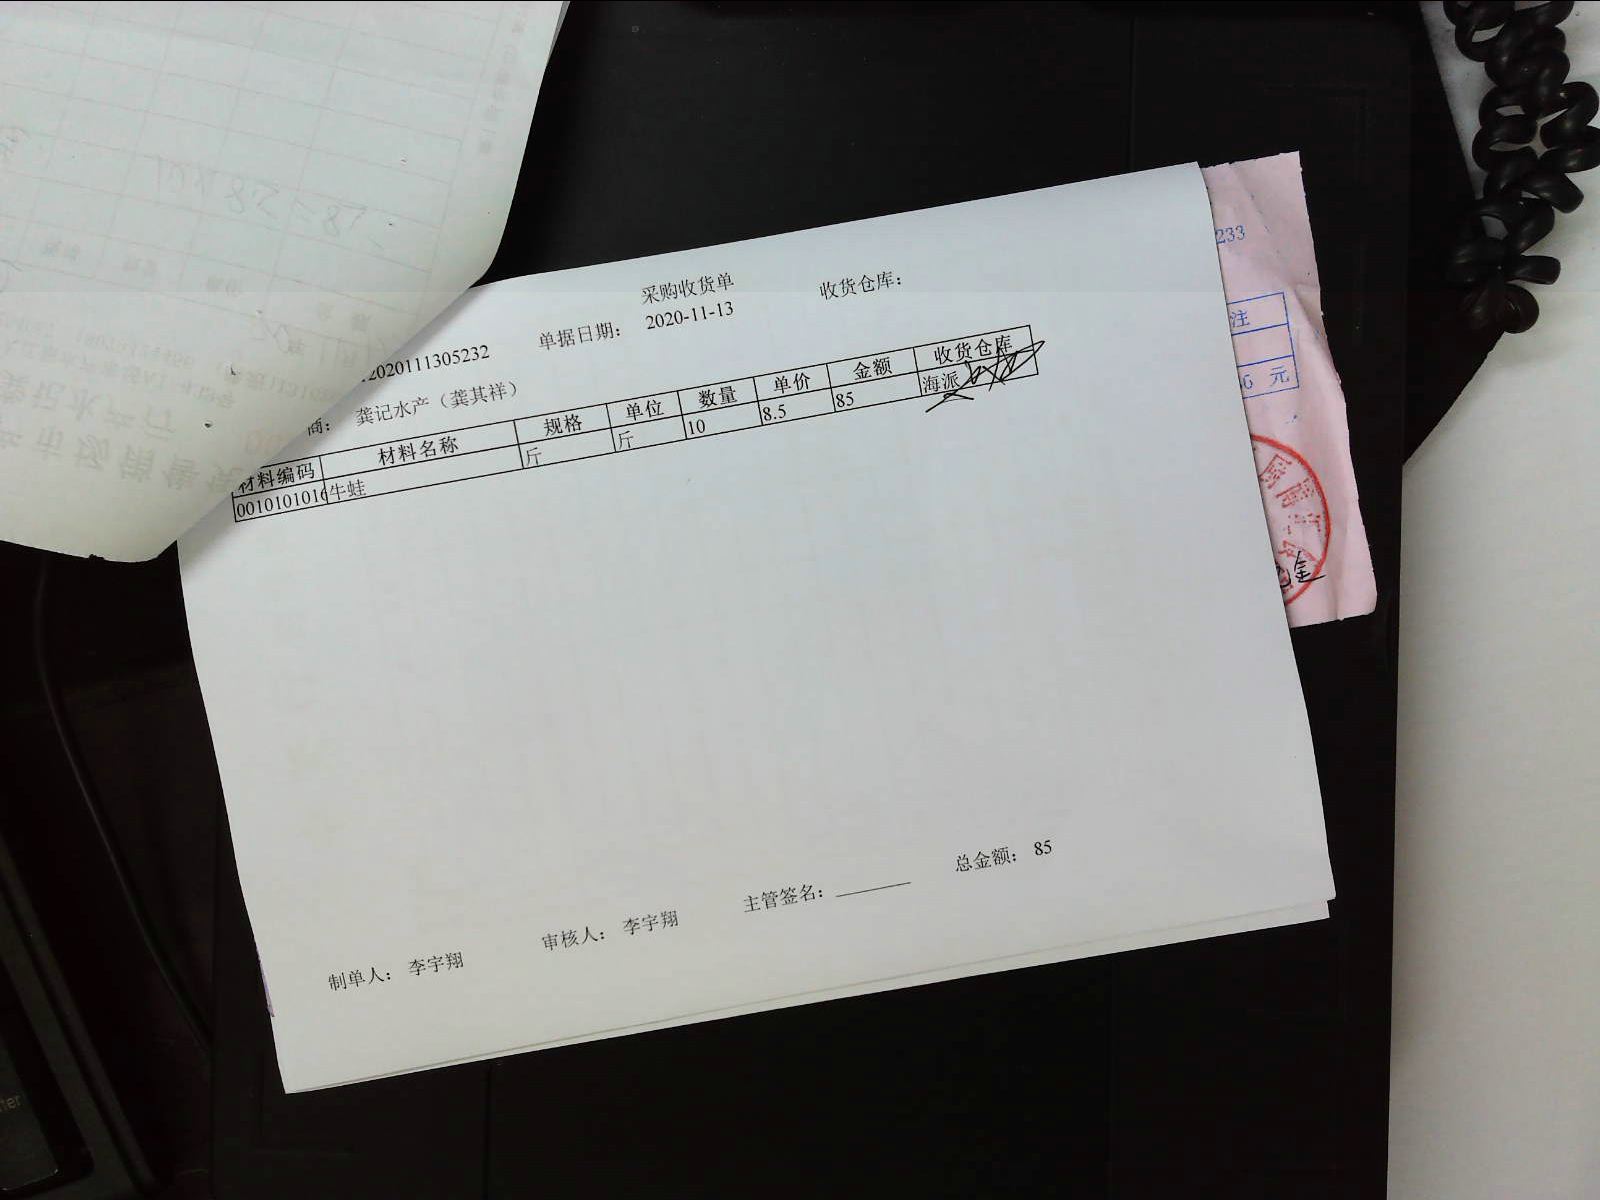 采购收货单
单据日期： 2020-11-13 收货仓库：
2020111305232
商： 龚记水产（龚其祥）
材料编码 材料名称 规格 单位 数量 单价 金额 收货仓库
001010101 牛蛙 斤 斤 10 8.5 85 海派
总金额： 85
主管签名：
审核人： 李宇翔
制单人： 李宇翔
233
注
元